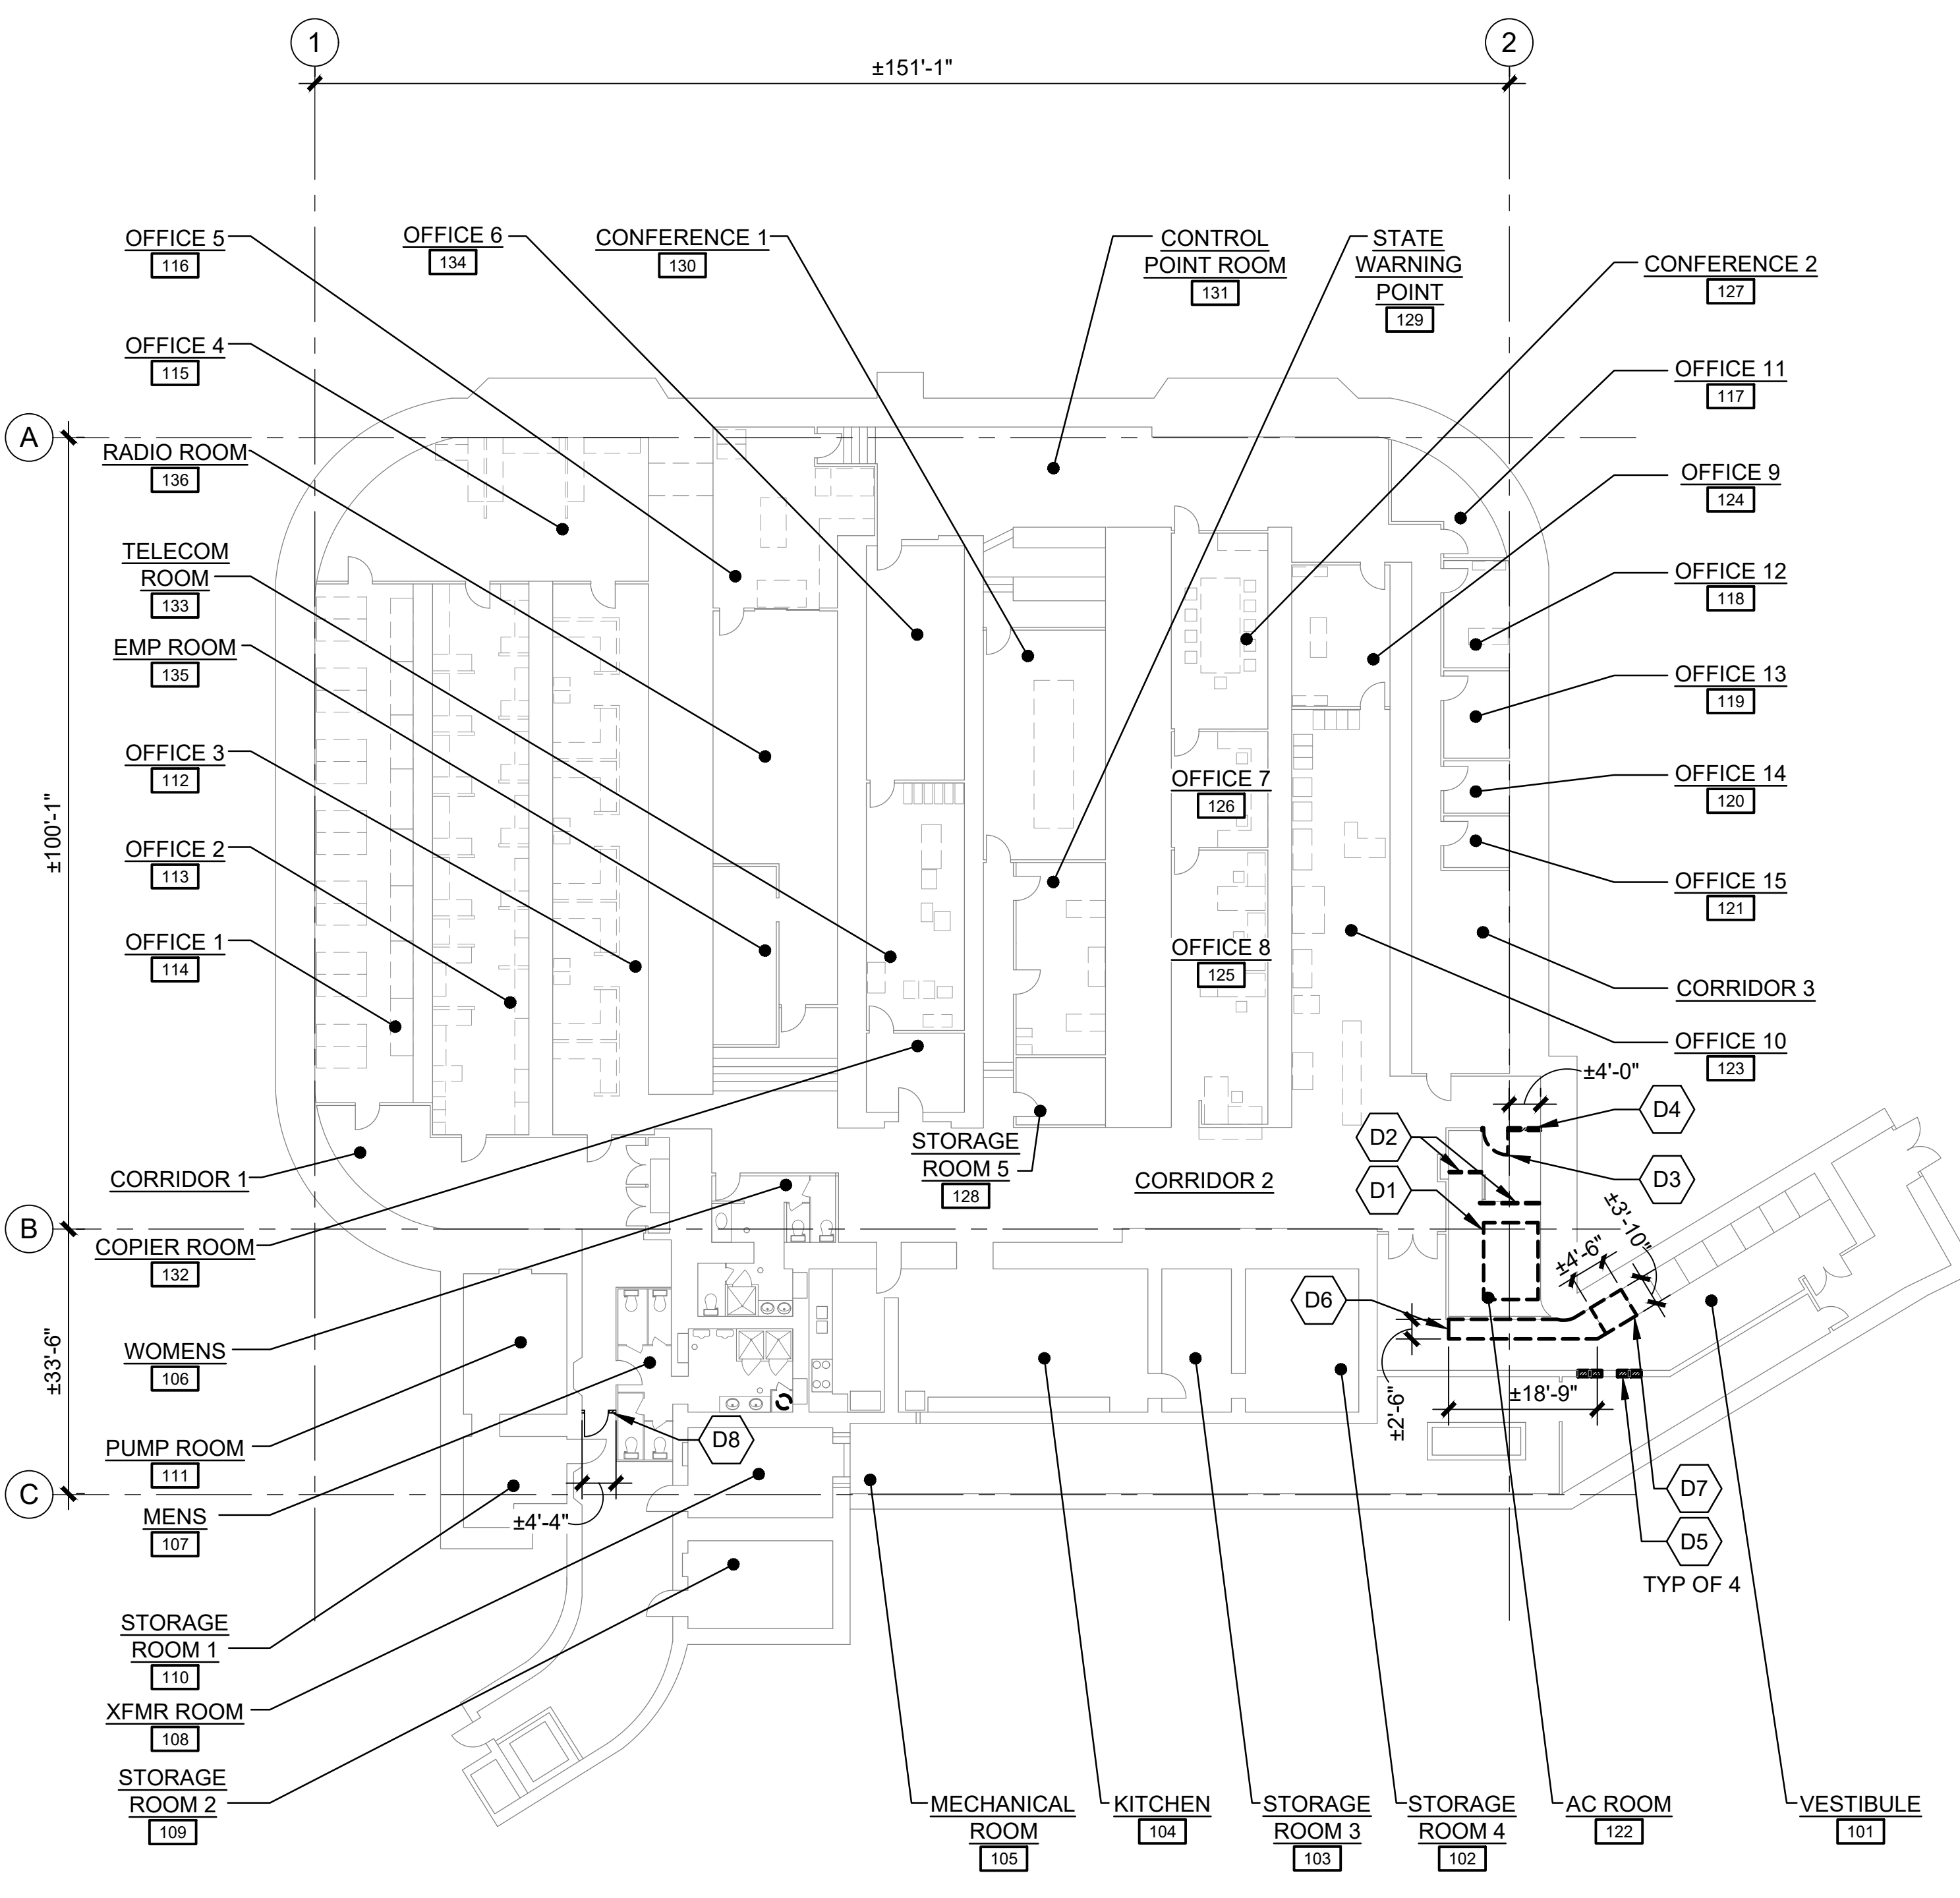 1
2
±151'-1"
OFFICE 5
116
OFFICE 6
134
CONFERENCE 1
130
CONTROL
POINT ROOM
131
STATE
WARNING
POINT
129
CONFERENCE 2
127
OFFICE 4
115
OFFICE 11
117
A
RADIO ROOM
136
OFFICE 9
124
TELECOM
ROOM
133
OFFICE 12
118
EMP ROOM
135
OFFICE 13
119
OFFICE 3
112
OFFICE 7
126
OFFICE 14
120
±100'-1"
OFFICE 2
113
OFFICE 15
121
OFFICE 1
114
OFFICE 8
125
CORRIDOR 3
OFFICE 10
123
±4'-0"
D4
D2
STORAGE
ROOM 5
128
CORRIDOR 1
CORRIDOR 2
D3
D1
B
COPIER ROOM
132
±3'-10"
±4'-6"
D6
WOMENS
106
±33'-6"
±18'-9"
±2'-6"
PUMP ROOM
111
D8
C
MENS
107
±4'-4"
D7
D5
TYP OF 4
STORAGE
ROOM 1
110
XFMR ROOM
108
STORAGE
ROOM 2
109
MECHANICAL
ROOM
105
KITCHEN
104
STORAGE
ROOM 3
103
STORAGE
ROOM 4
102
AC ROOM
122
VESTIBULE
101